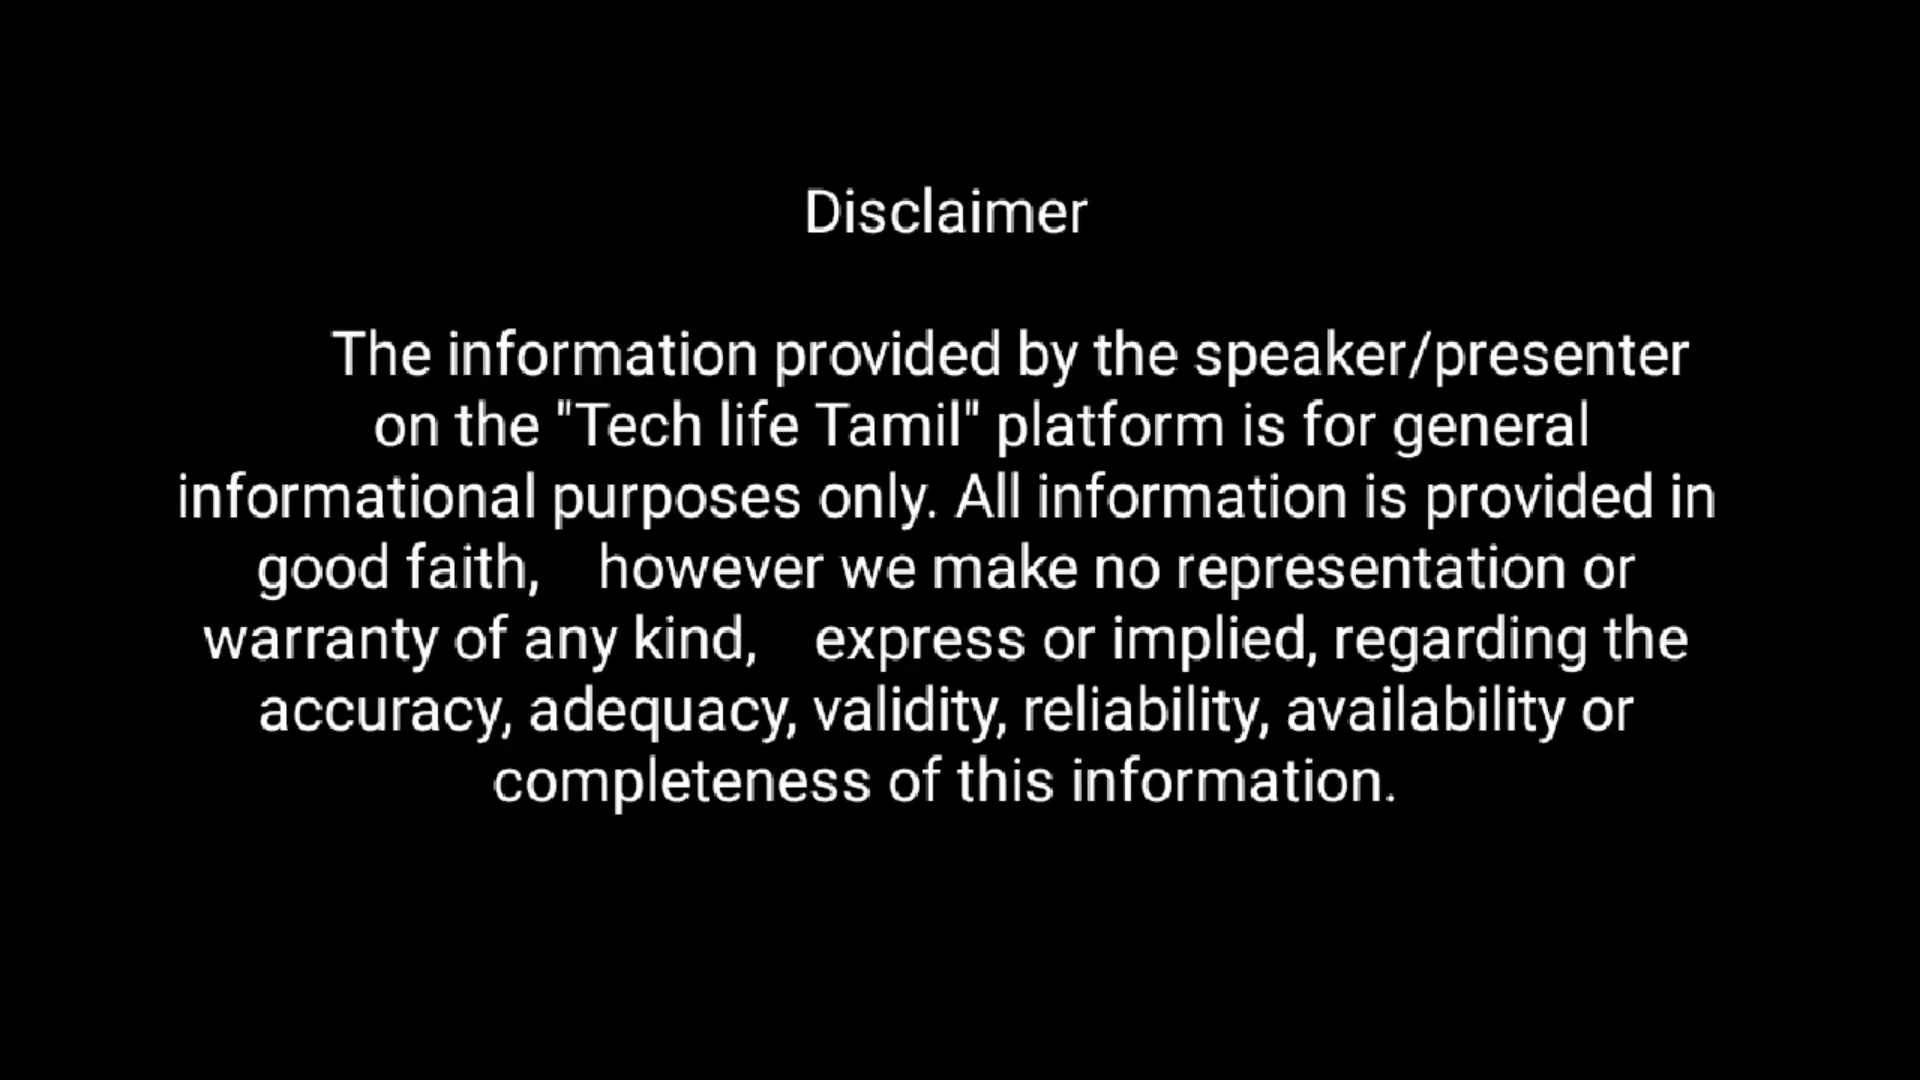 Disclaimer
The information provided by the speaker/presenter
on the "Tech life Tamil" platform is for general
informational purposes only. All information is provided in
good faith,    however we make no representation or
warranty of any kind,    express or implied, regarding the
accuracy, adequacy, validity, reliability, availability or
completeness of this information.